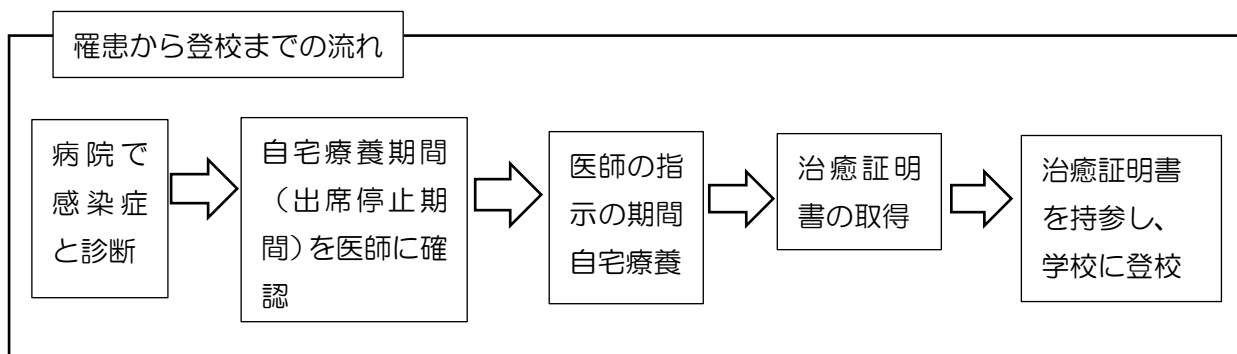 罹患から登校までの流れ
病院で
感染症
と診断
自宅療養期間
（出席停止期
間）を医師に確
認
医師の指
示の期間
自宅療養
治癒証明
書の取得
治癒証明書
を持参し、
学校に登校